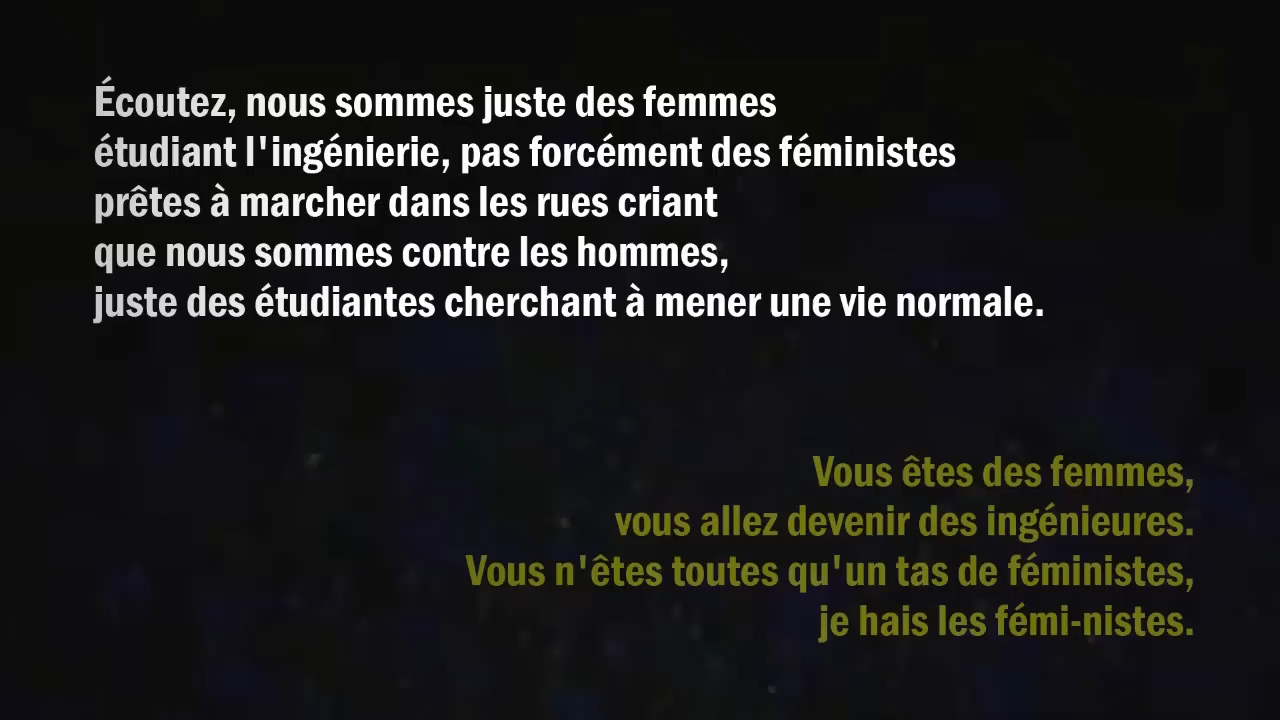 Écoutez, nous sommes juste des femmes
étudiant l'ingénierie, pas forcément des féministes
prêtes à marcher dans les rues criant
que nous sommes contre les hommes,
juste des étudiantes cherchant à mener une vie normale.
Vous êtes des femmes,
vous allez devenir des ingénieures.
Vous n'êtes toutes qu'un tas de féministes,
je hais les fémi-nistes.